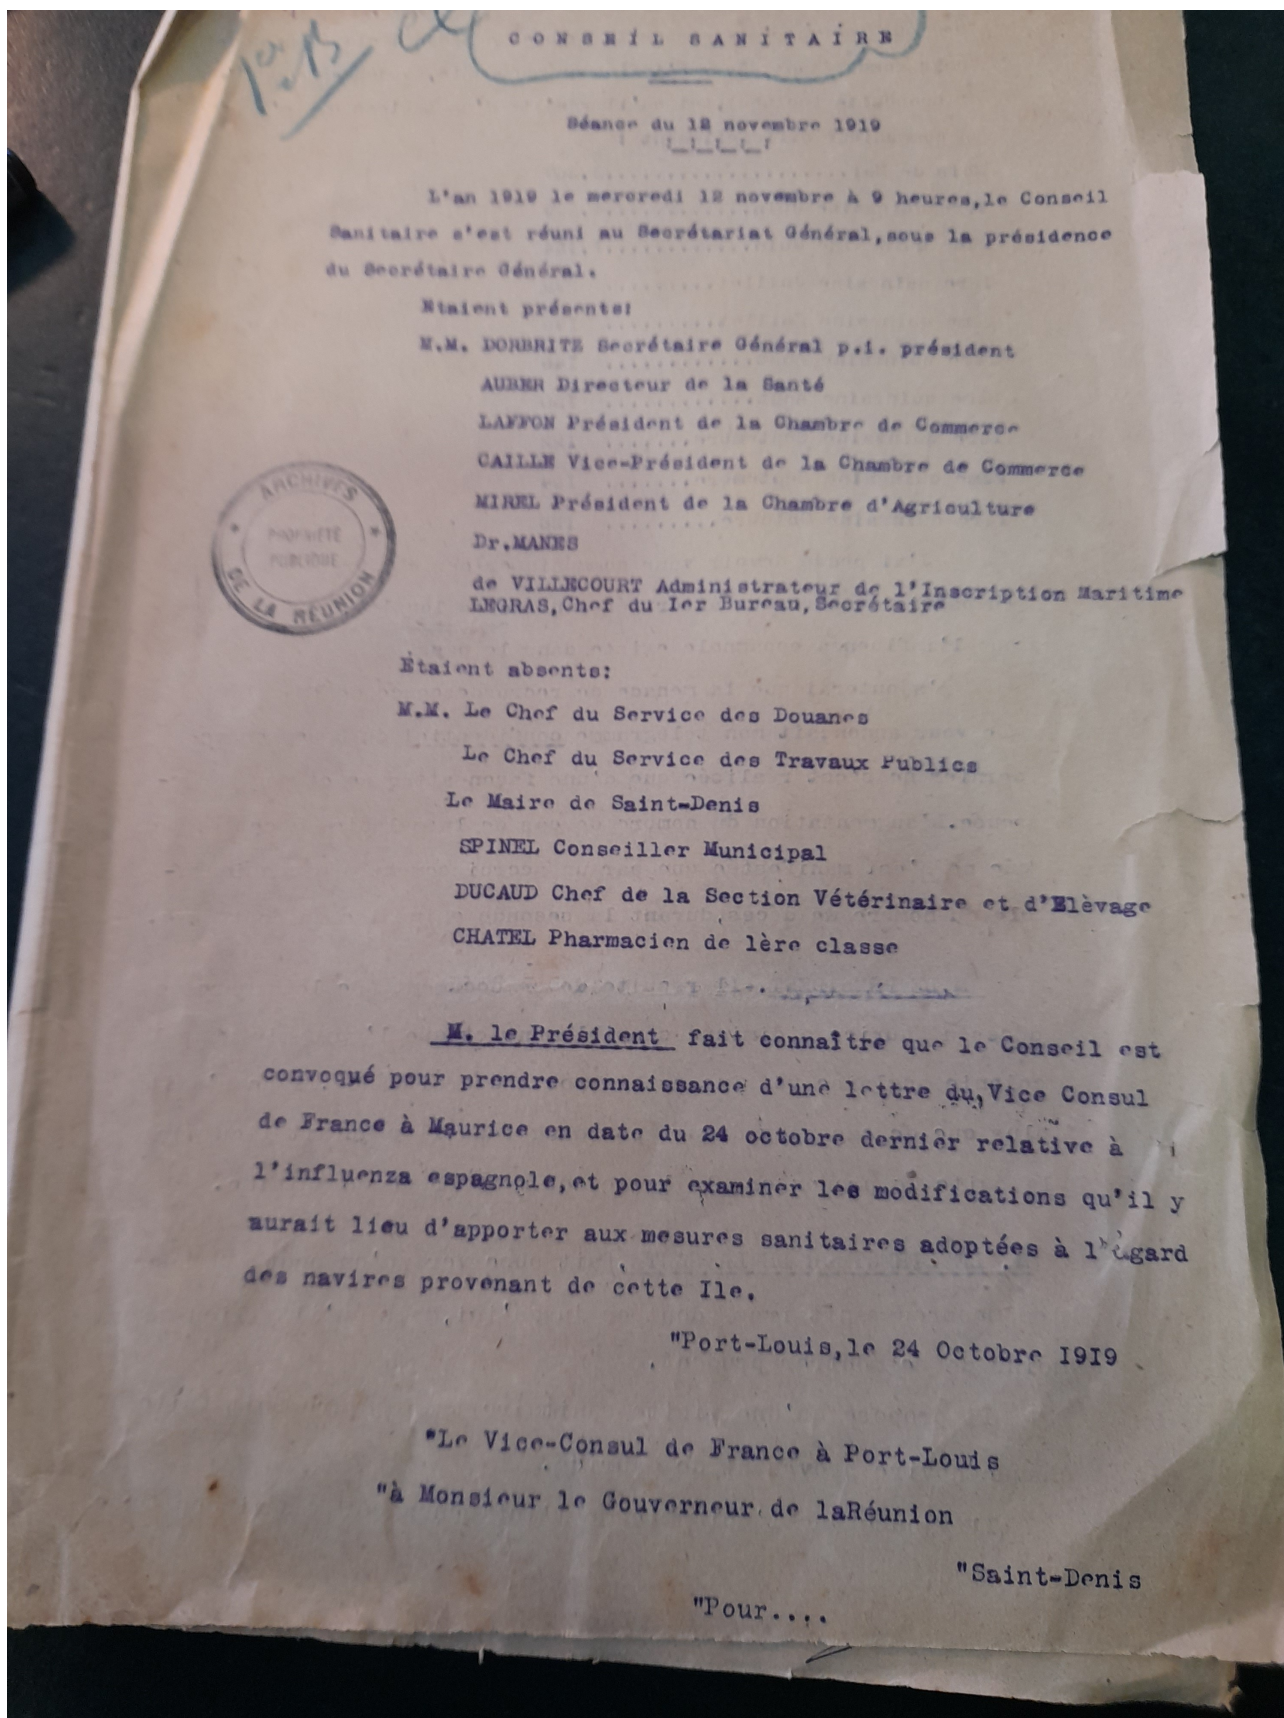 CONSEIL SANITAIRE
Séance du 12 novembre 1919
L'an 1919 le mercredi 12 novembre à 9 heures,le Conseil
Sanitaire s'est réuni au Secrétariat Général,sous la présidence
du Secrétaire Général.
Etaient présents:
M.M. DORBRITZ Secrétaire Général p.i. président
AUBER Directeur de la Santé
LAFFON Président de la Chambre de Commerce
CAILLE Vice-Président de la Chambre de Commerce
MIREL Président de la Chambre d'Agriculture
Dr.MANES
de VILLECOURT Administrateur de l'Inscription Maritime
LEGRAS,Chef du Ier Bureau,Secrétaire
ARCHIVES
PROPRIÉTÉ
PUBLIQUE
DE LA RÉUNION
Etaient absents:
M.M. Le Chef du Service des Douanes
Le Chef du Service des Travaux Publics
Le Maire de Saint-Denis
SPINEL Conseiller Municipal
DUCAUD Chef de la Section Vétérinaire et d'Elèvage
CHATEL Pharmacien de 1ère classe
M. le Président fait connaître que le Conseil est
convoqué pour prendre connaissance d'une lettre du,Vice Consul
de France à Maurice en date du 24 octobre dernier relative à
l'influenza espagnole,et pour examiner les modifications qu'il y
aurait lieu d'apporter aux mesures sanitaires adoptées à l'égard
des navires provenant de cette Ile.
"Port-Louis,le 24 Octobre I9I9
"Le Vice-Consul de France à Port-Louis
"à Monsieur le Gouverneur de laRéunion
"Saint-Denis
"Pour....